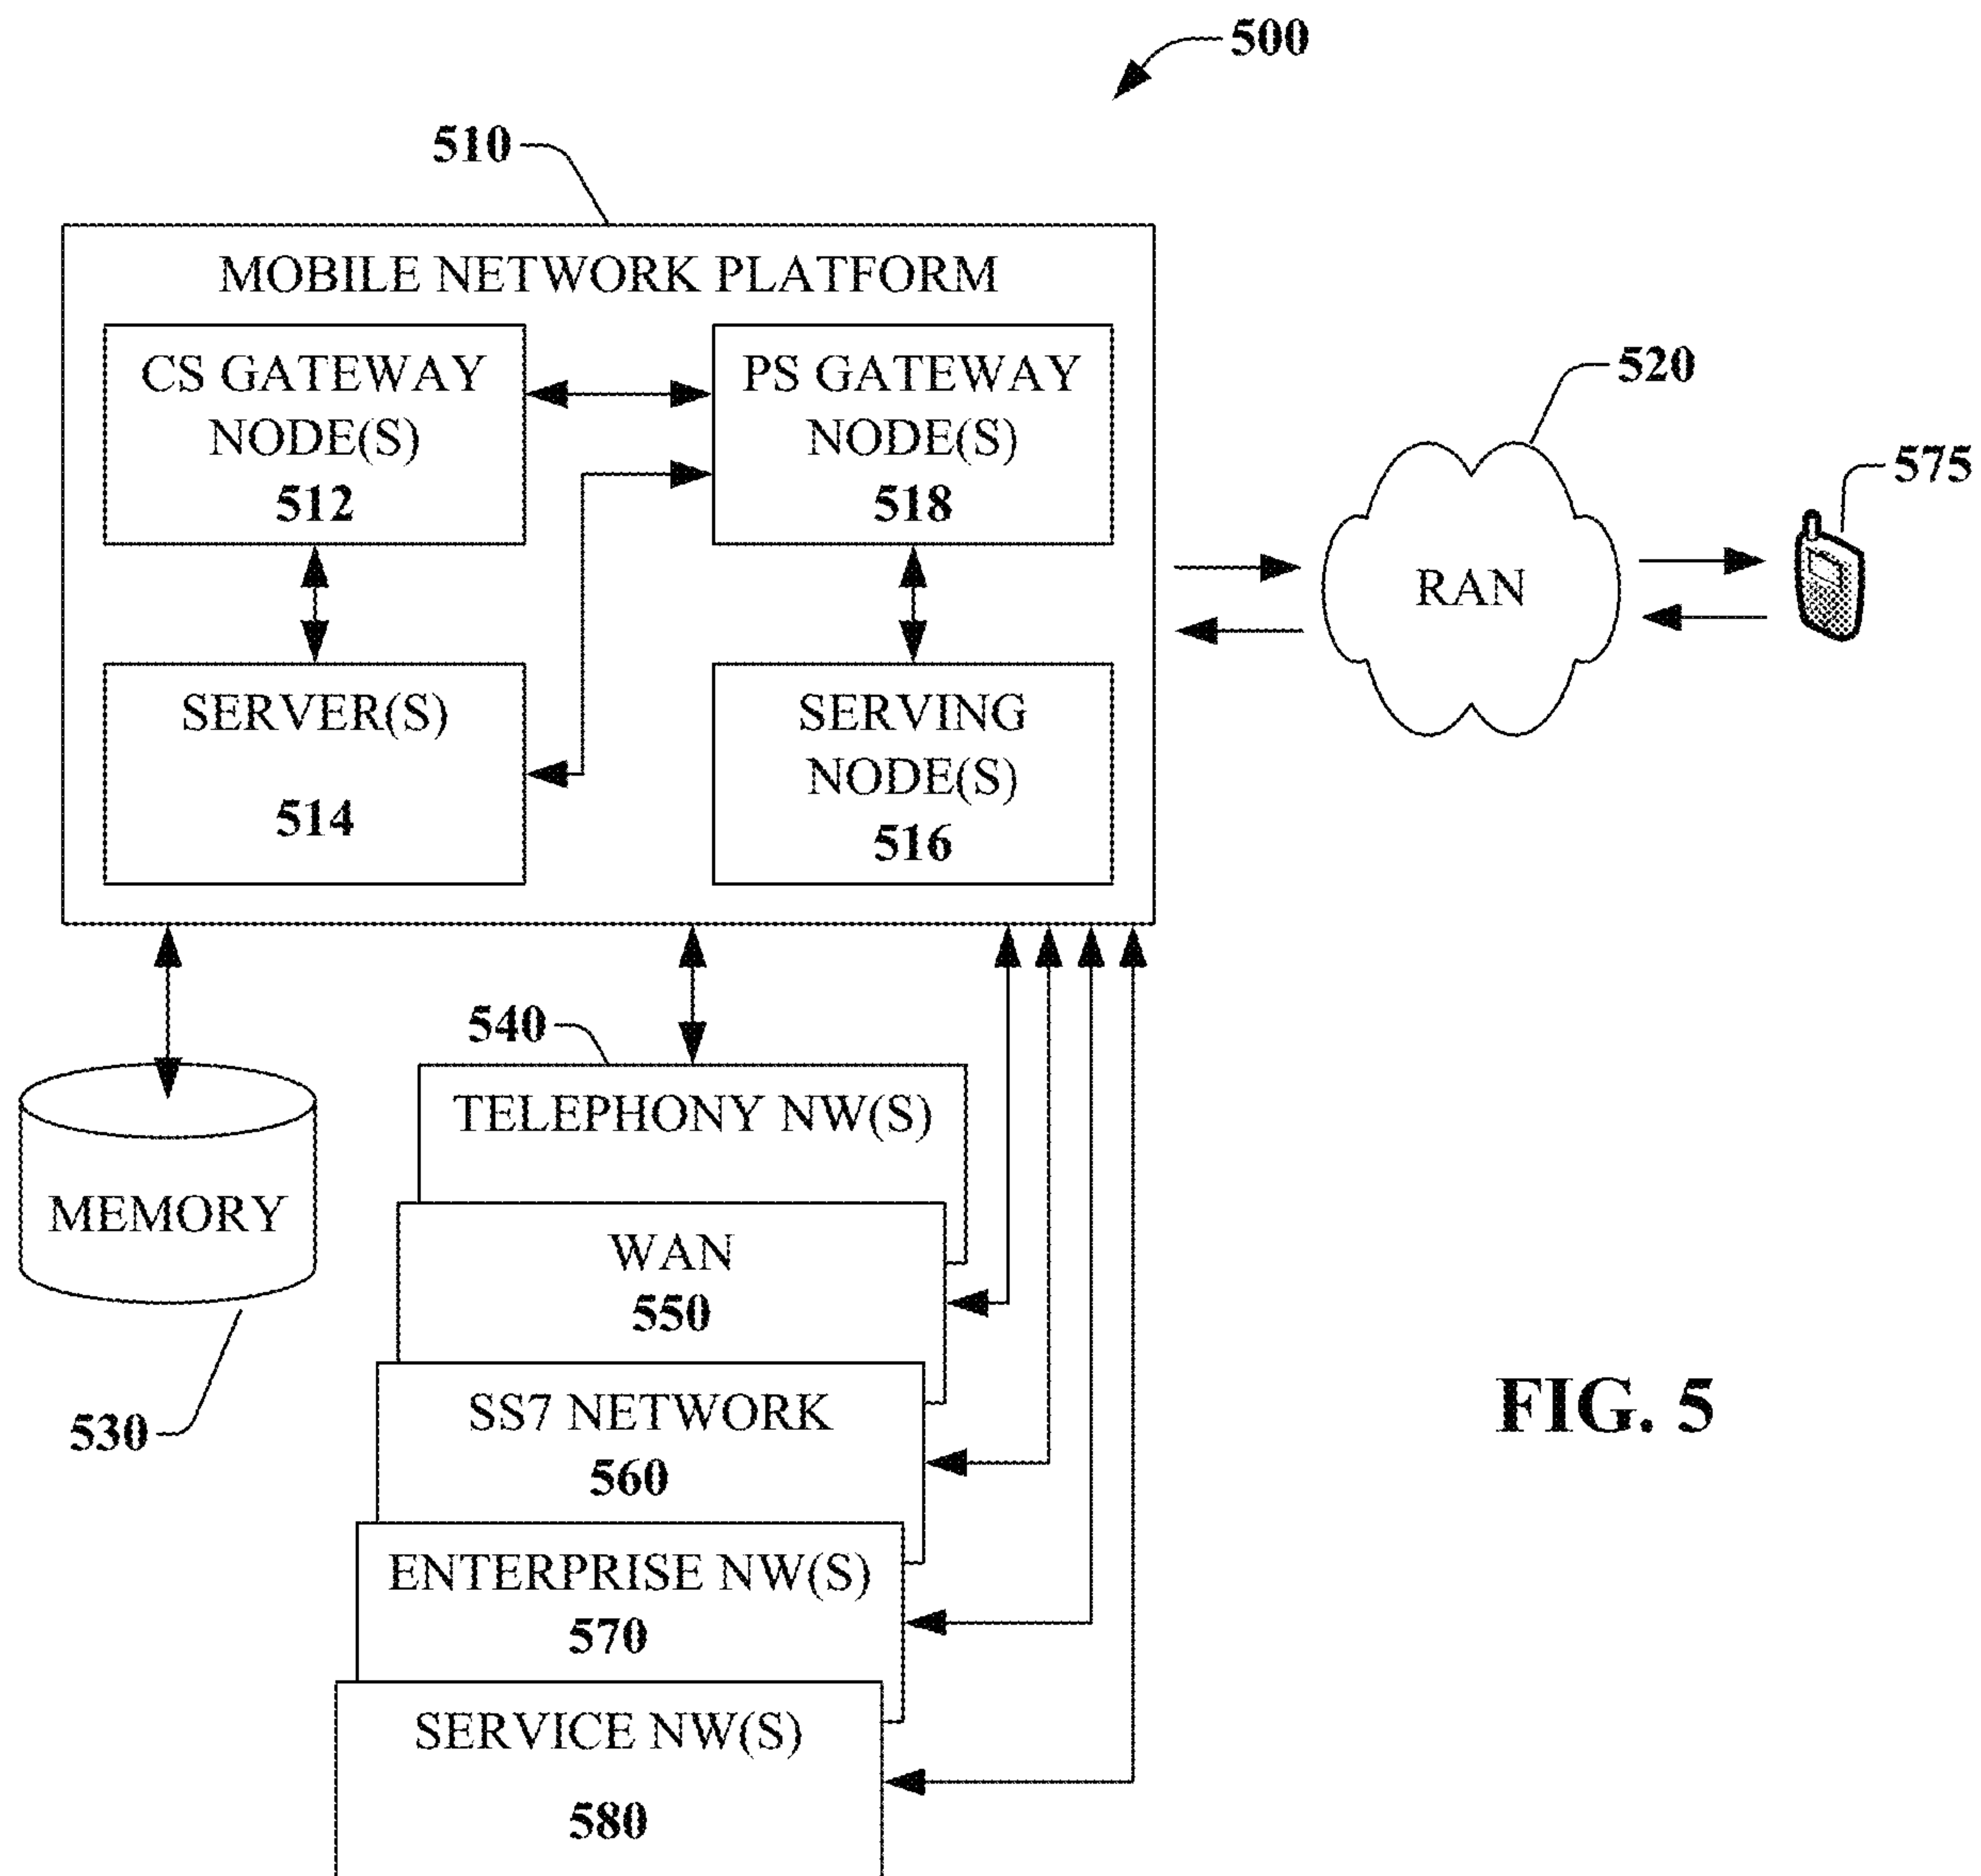 500
510
MOBILE NETWORK PLATFORM
CS GATEWAY
NODE(S)
512
PS GATEWAY
NODE(S)
518
SERVER(S)
514
SERVING
NODE(S)
516
520
RAN
575
540
TELEPHONY NW(S)
MEMORY
530
WAN
550
SS7 NETWORK
560
ENTERPRISE NW(S)
570
SERVICE NW(S)
580
FIG. 5